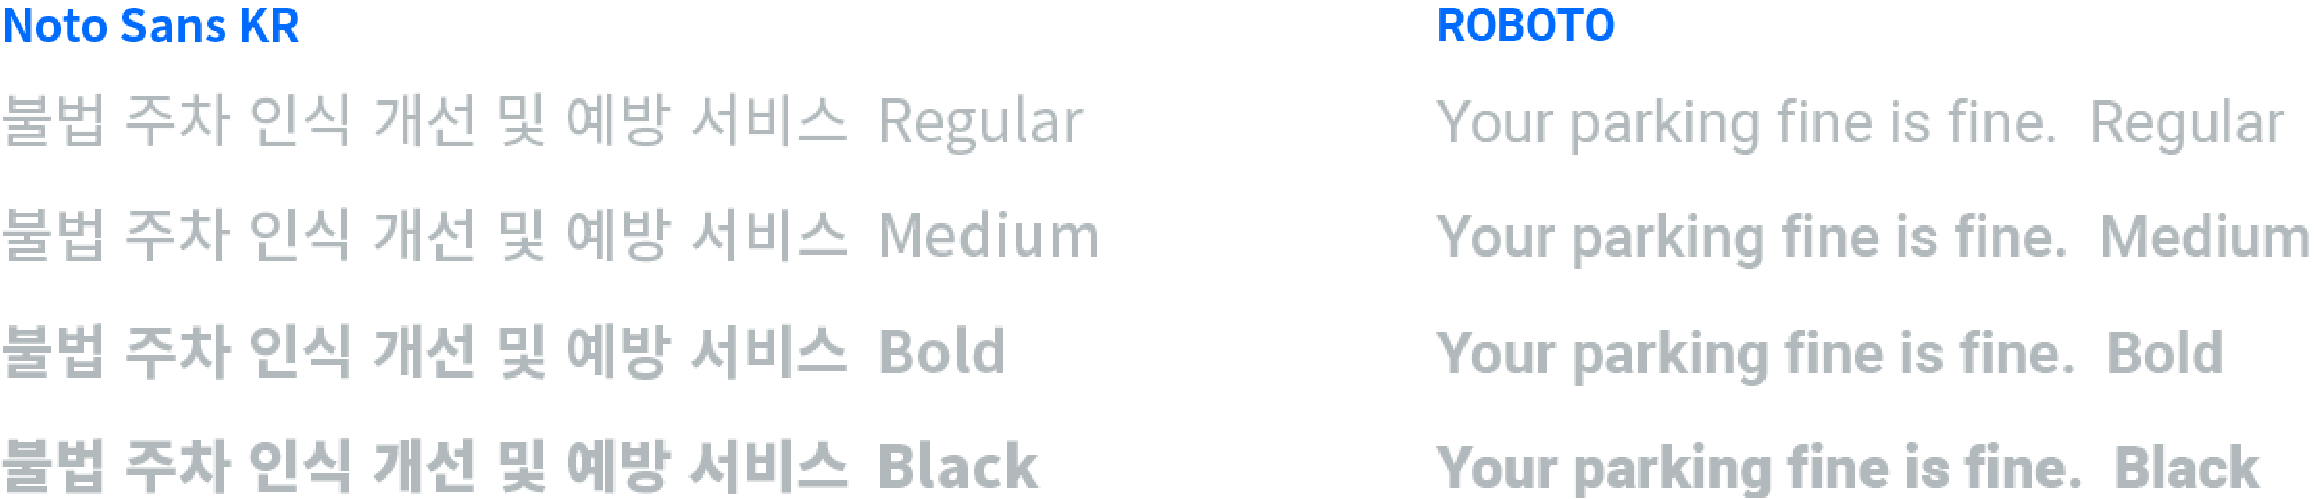 Noto Sans KR
불법 주차 인식 개선 및 예방 서비스 Regular
불법 주차 인식 개선 및 예방 서비스 Medium
불법 주차 인식 개선 및 예방 서비스 Bold
불법 주차 인식 개선 및 예방 서비스 Black
ROBOTO
Your parking fine is fine. Regular
Your parking fine is fine. Medium
Your parking fine is fine. Bold
Your parking fine is fine. Black